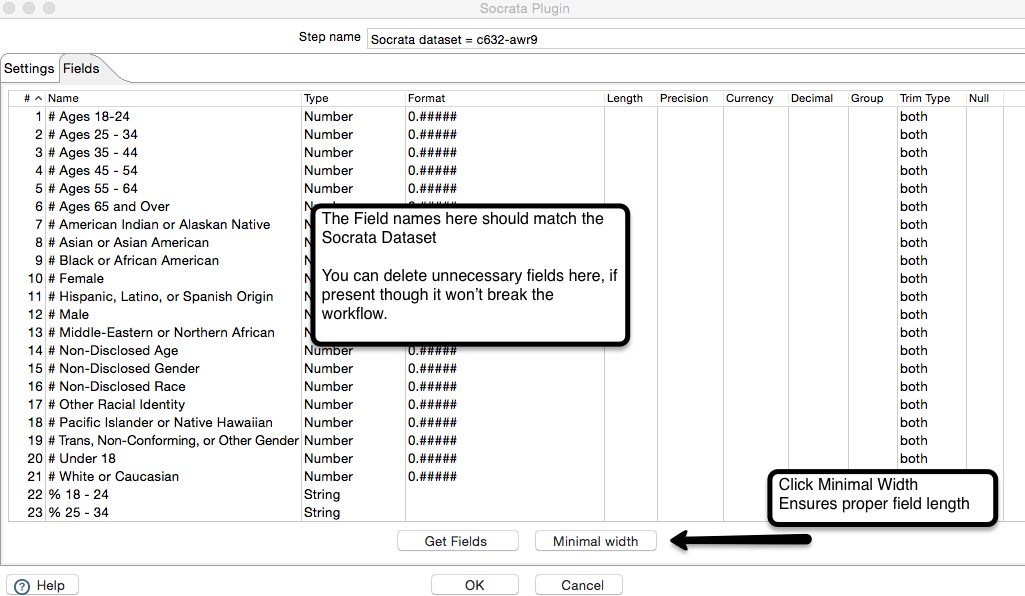 Socrata Plugin
Step name Socrata dataset = c632-awr9
Settings Fields
# Name Type Format Length Precision Currency Decimal Group Trim Type Null
1 # Ages 18-24 Number 0.##### both
2 # Ages 25 - 34 Number 0.##### both
3 # Ages 35 - 44 Number 0.##### both
4 # Ages 45 - 54 Number 0.##### both
5 # Ages 55 - 64 Number 0.##### both
6 # Ages 65 and Over both
7 # American Indian or Alaskan Native both
8 # Asian or Asian American both
9 # Black or African American both
10 # Female both
11 # Hispanic, Latino, or Spanish Origin both
12 # Male both
13 # Middle-Eastern or Northern African both
The Field names here should match the
Socrata Dataset
You can delete unnecessary fields here, if
present though it won't break the
workflow.
14 # Non-Disclosed Age Number 0.##### both
15 # Non-Disclosed Gender Number 0.##### both
16 # Non-Disclosed Race Number 0.##### both
17 # Other Racial Identity Number 0.##### both
18 # Pacific Islander or Native Hawaiian Number 0.##### both
19 # Trans, Non-Conforming, or Other Gender Number 0.##### both
20 # Under 18 Number 0.##### both
21 # White or Caucasian Number 0.#####
22 % 18 - 24 String
23 % 25 - 34 String
Click Minimal Width
Ensures proper field length
Get Fields Minimal width
Help OK Cancel